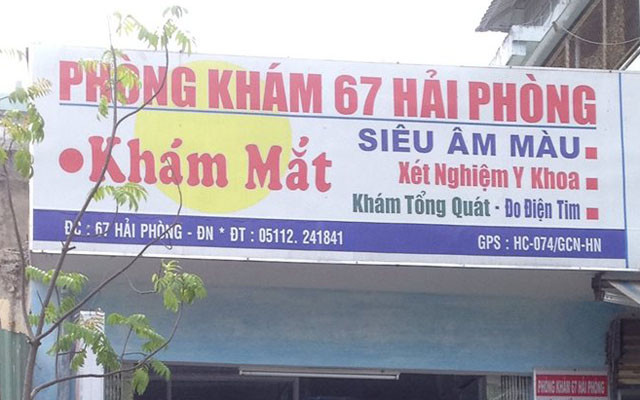 PHÒNG KHÁM 67 HẢI PHÒNG
SIÊU ÂM MÀU
Khám Mắt
Xét Nghiệm Y Khoa
Khám Tổng Quát - Đo Điện Tim
ĐC : 67 HẢI PHÒNG - ĐN * ĐT : 05112. 241841 GPS : HC-074/GCN-HN
PHÒNG KHÁM 67 HẢI PHÒNG